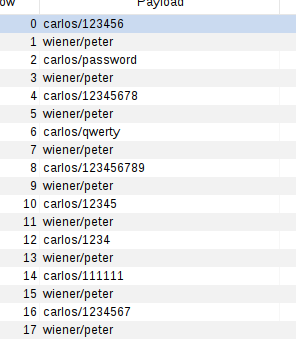 ow Payload
0 carlos/123456
1 wiener/peter
2 carlos/password
3 wiener/peter
4 carlos/12345678
5 wiener/peter
6 carlos/qwerty
7 wiener/peter
8 carlos/123456789
9 wiener/peter
10 carlos/12345
11 wiener/peter
12 carlos/1234
13 wiener/peter
14 carlos/111111
15 wiener/peter
16 carlos/1234567
17 wiener/peter